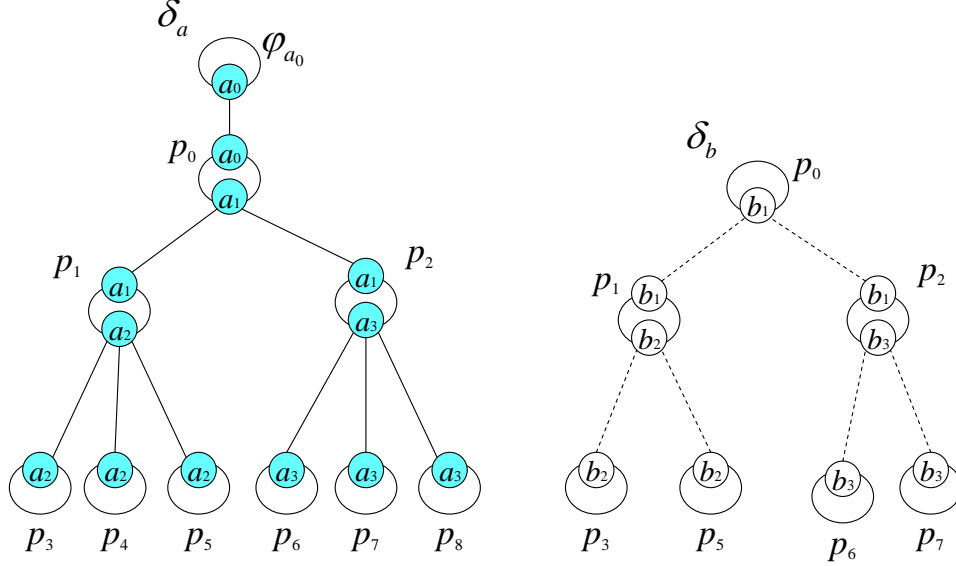 δₐ φₐ₀
a₀
p₀ a₀
a₁
p₁ a₁ a₁ p₂
a₂ a₃
a₂ a₂ a₂ a₃ a₃ a₃
p₃ p₄ p₅ p₆ p₇ p₈
δ_b p₀
b₁
p₁ b₁ b₁ p₂
b₂ b₃
b₂ b₂ b₃ b₃
p₃ p₅ p₆ p₇